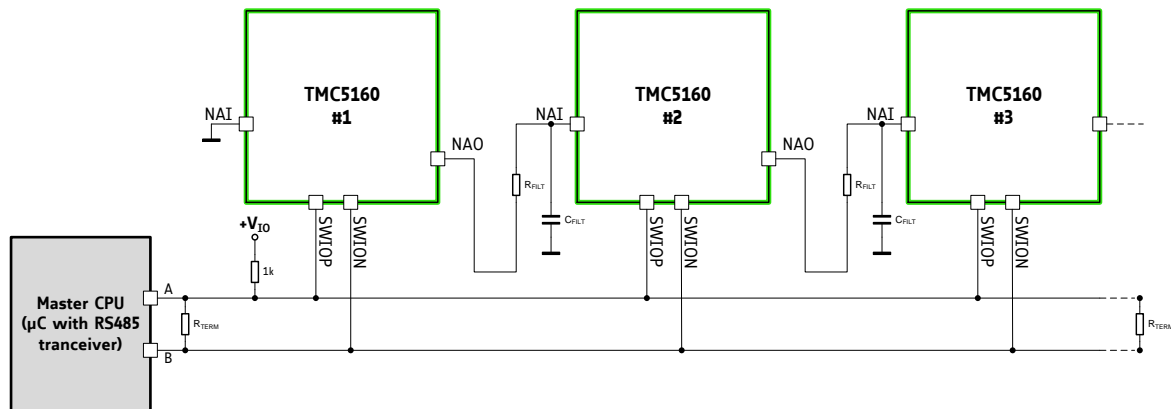 TMC5160
#1
TMC5160
#2
TMC5160
#3
NAI
NAI
NAI
NAO
NAO
RFILT
RFILT
CFILT
CFILT
SWIOP
SWION
SWIOP
SWION
SWIOP
SWION
+VIO
1k
Master CPU
(µC with RS485
tranceiver)
A
RTERM
B
RTERM